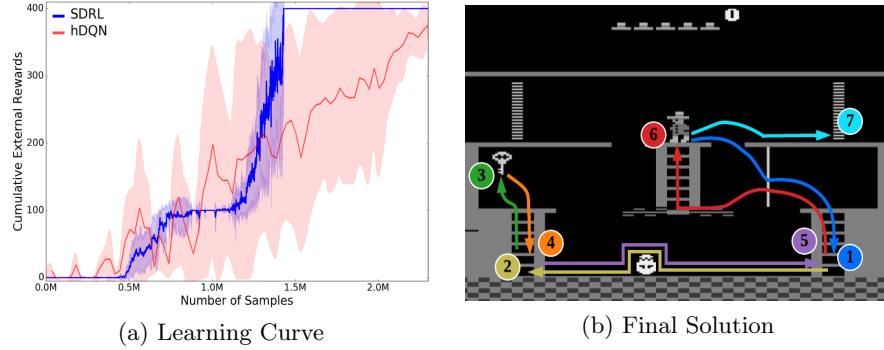 SDRL
hDQN
Cumulative External Rewards
400
300
200
100
0
0.0M 0.5M 1.0M 1.5M 2.0M
Number of Samples
(a) Learning Curve
1
6
7
3
4
5
2
1
(b) Final Solution